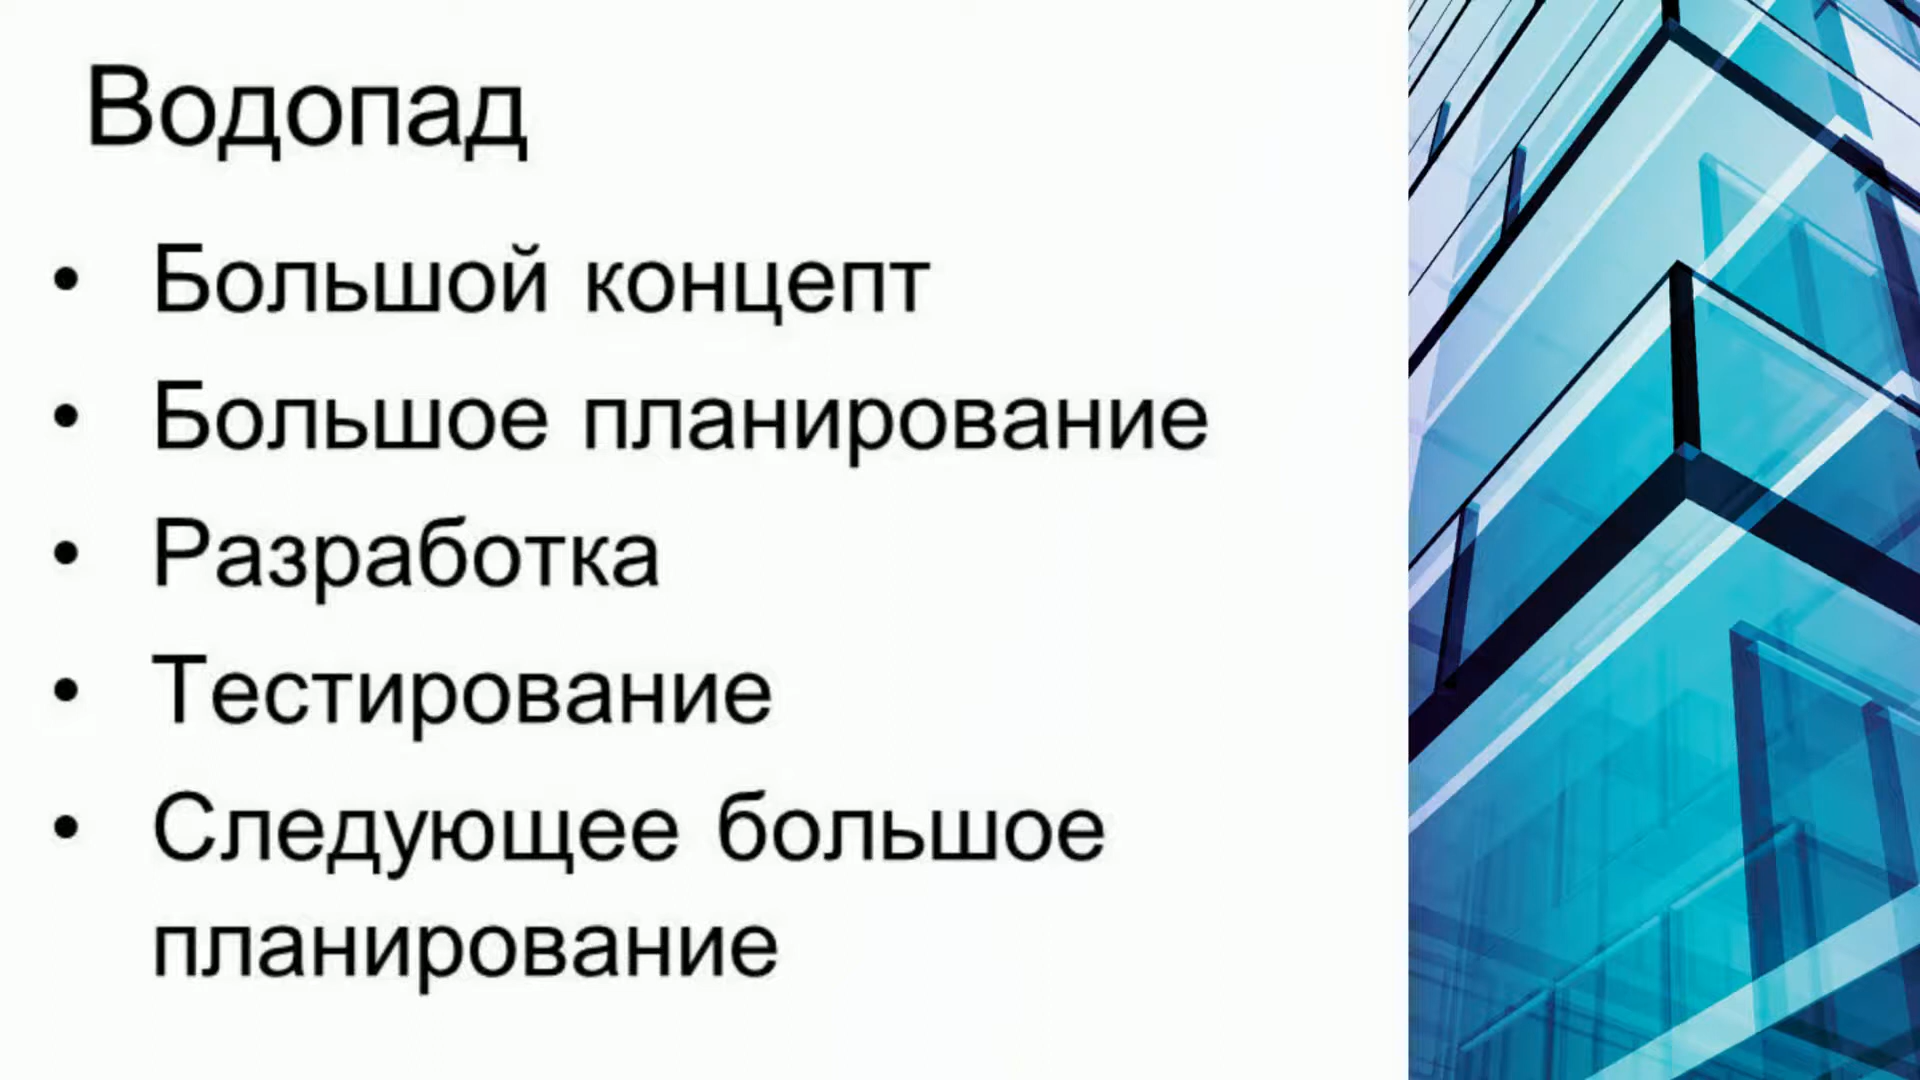 Водопад
• Большой концепт
• Большое планирование
• Разработка
• Тестирование
• Следующее большое
планирование